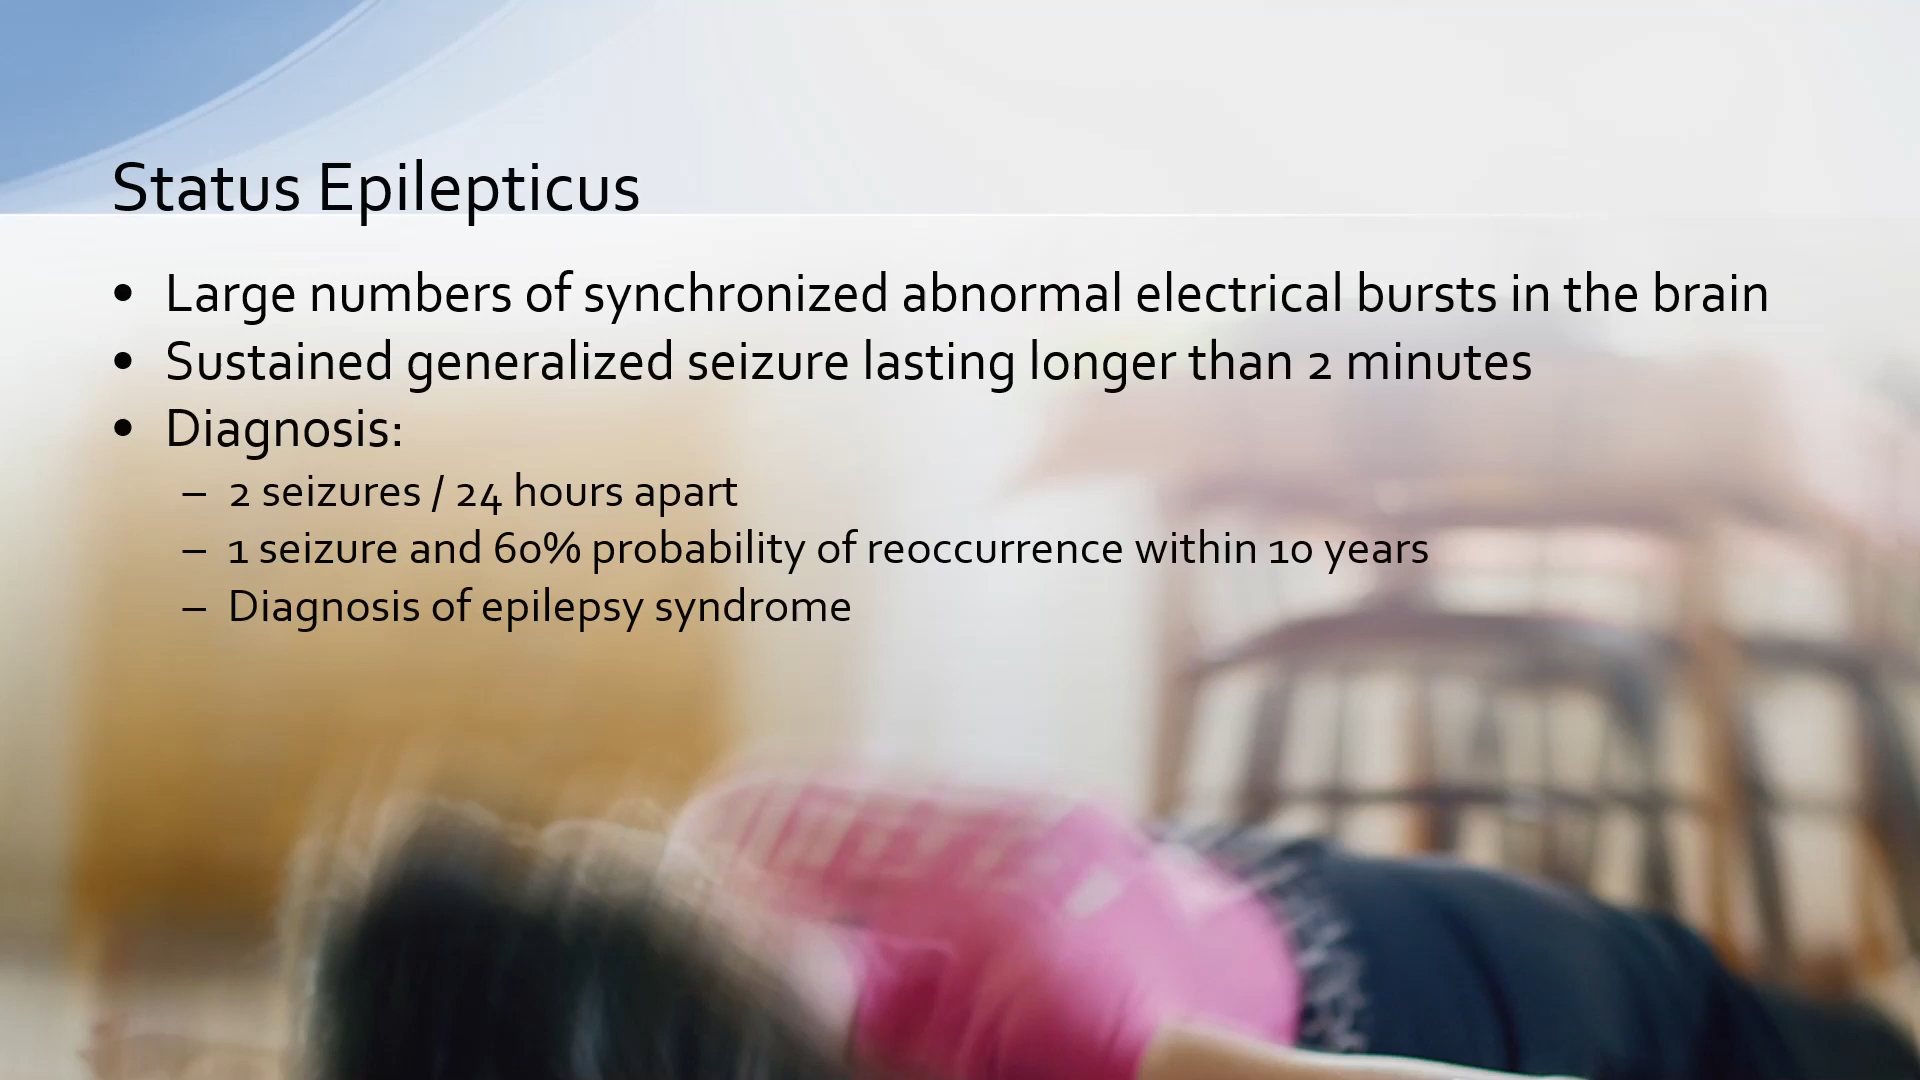 Status Epilepticus
• Large numbers of synchronized abnormal electrical bursts in the brain
• Sustained generalized seizure lasting longer than 2 minutes
• Diagnosis:
– 2 seizures / 24 hours apart
– 1 seizure and 60% probability of reoccurrence within 10 years
– Diagnosis of epilepsy syndrome